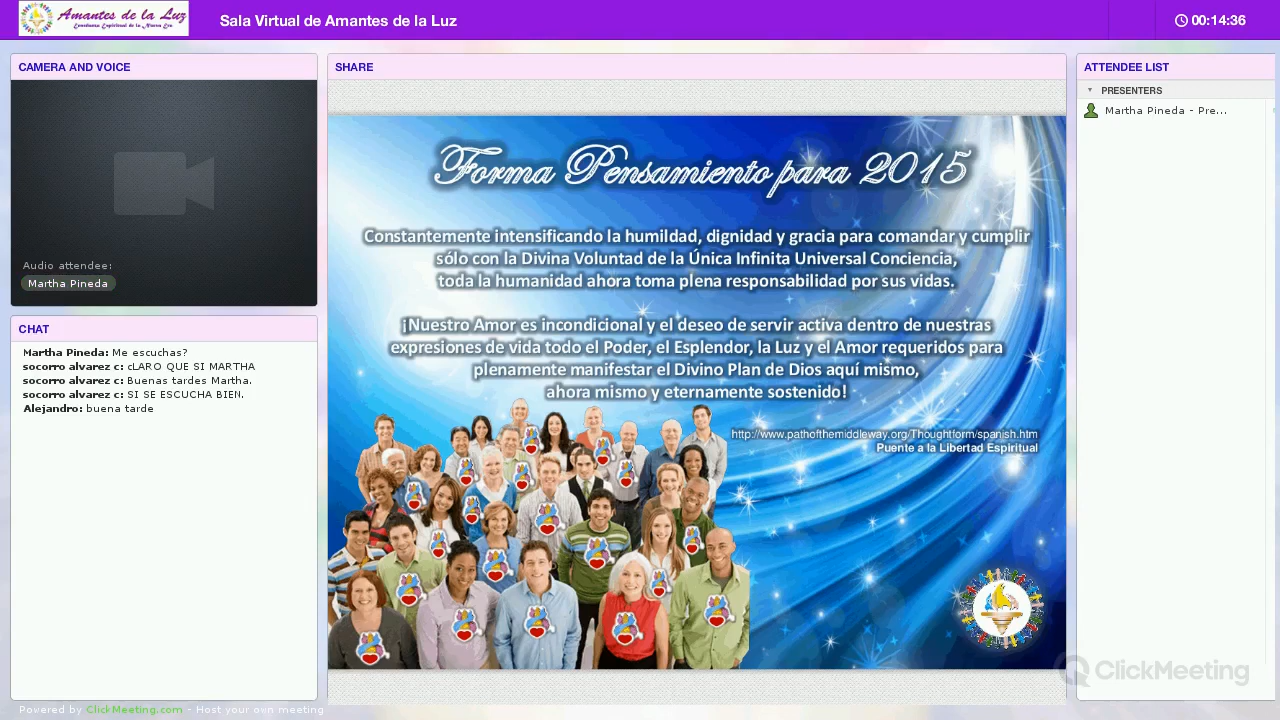 Amantes de la Luz
Enseñanza Espiritual de la Nueva Era
Sala Virtual de Amantes de la Luz
00:14:36
CAMERA AND VOICE
Audio attendee:
Martha Pineda
CHAT
Martha Pineda: Me escuchas?
socorro alvarez c: cLARO QUE SI MARTHA
socorro alvarez c: Buenas tardes Martha.
socorro alvarez c: SI SE ESCUCHA BIEN.
Alejandro: buena tarde
SHARE
Forma Pensamiento para 2015
Constantemente intensificando la humildad, dignidad y gracia para comandar y cumplir
sólo con la Divina Voluntad de la Única Infinita Universal Conciencia,
toda la humanidad ahora toma plena responsabilidad por sus vidas.
¡Nuestro Amor es incondicional y el deseo de servir activa dentro de nuestras
expresiones de vida todo el Poder, el Esplendor, la Luz y el Amor requeridos para
plenamente manifestar el Divino Plan de Dios aquí mismo,
ahora mismo y eternamente sostenido!
http://www.pathofthemiddleway.org/Thoughtform/spanish.htm
Puente a la Libertad Espiritual
ATTENDEE LIST
PRESENTERS
Martha Pineda - Pre...
ClickMeeting
Powered by ClickMeeting.com - Host your own meeting